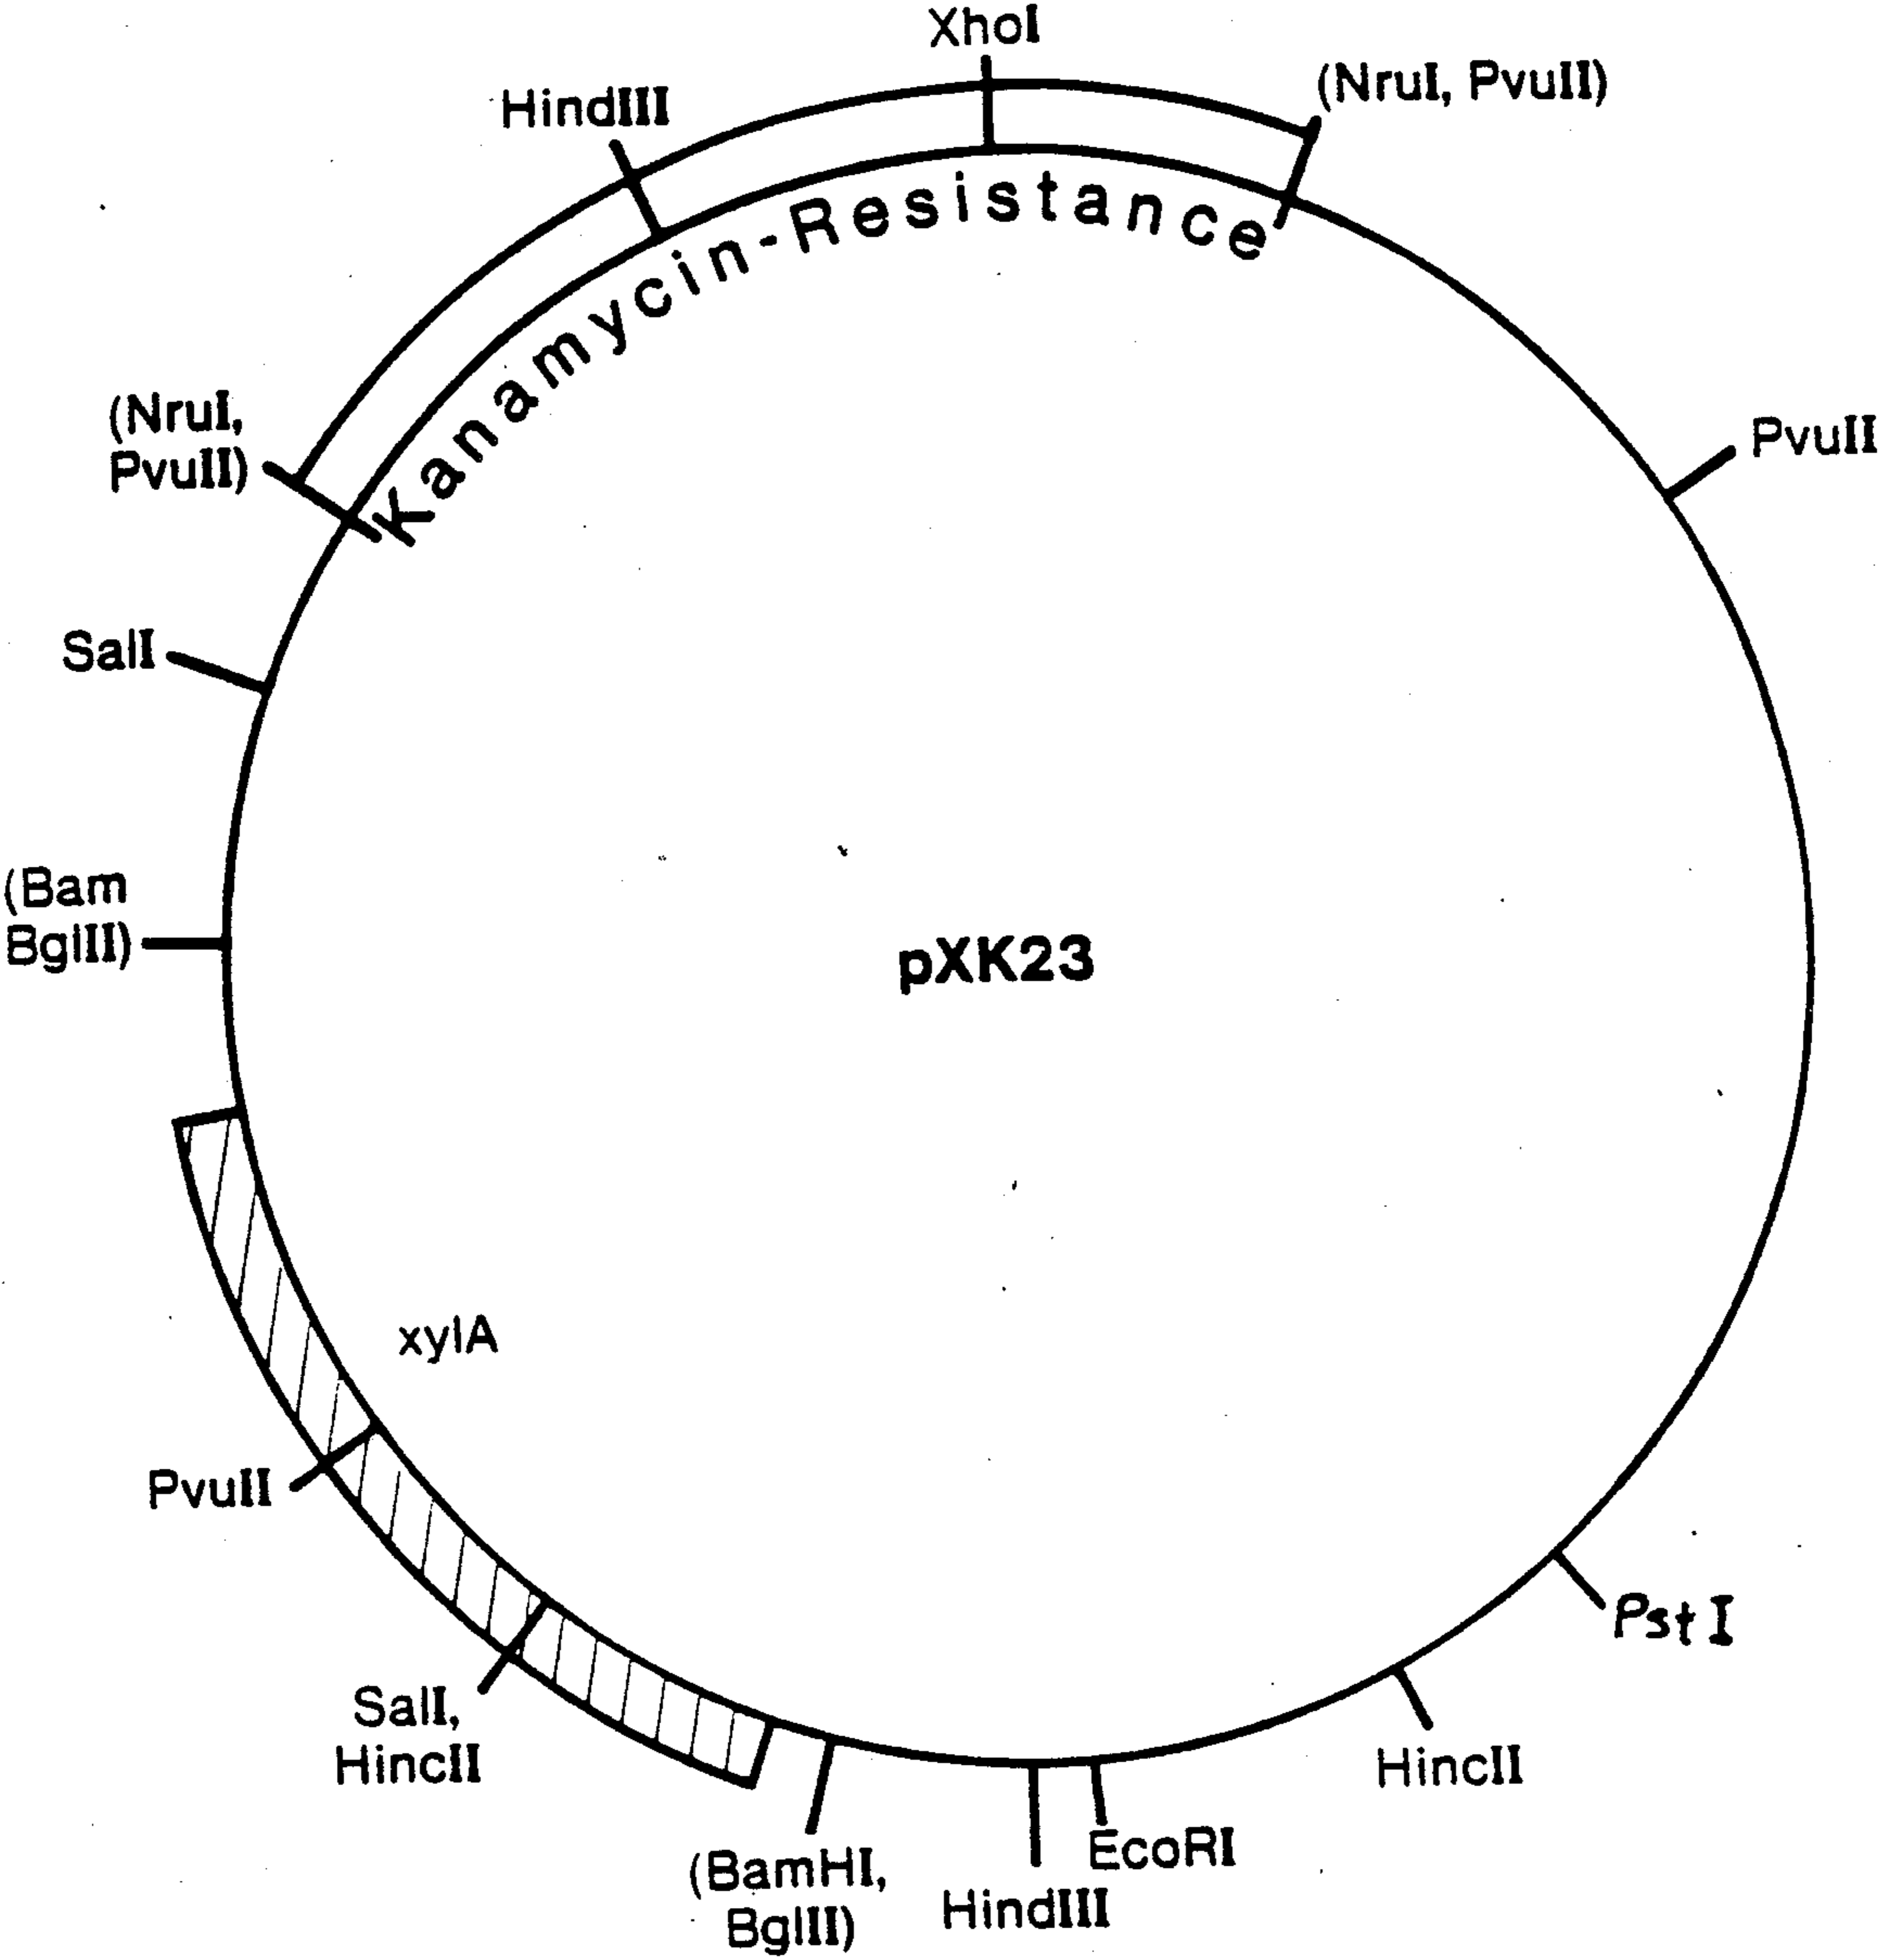 XhoI
(NruI, PvuII)
HindIII
Kanamycin-Resistance
PvuII
(NruI,
PvuII)
SalI
(Bam
BglII)
pXK23
xylA
PvuII
PstI
SalI,
HincII
HincII
EcoRI
(BamHI,
BglII)
HindIII